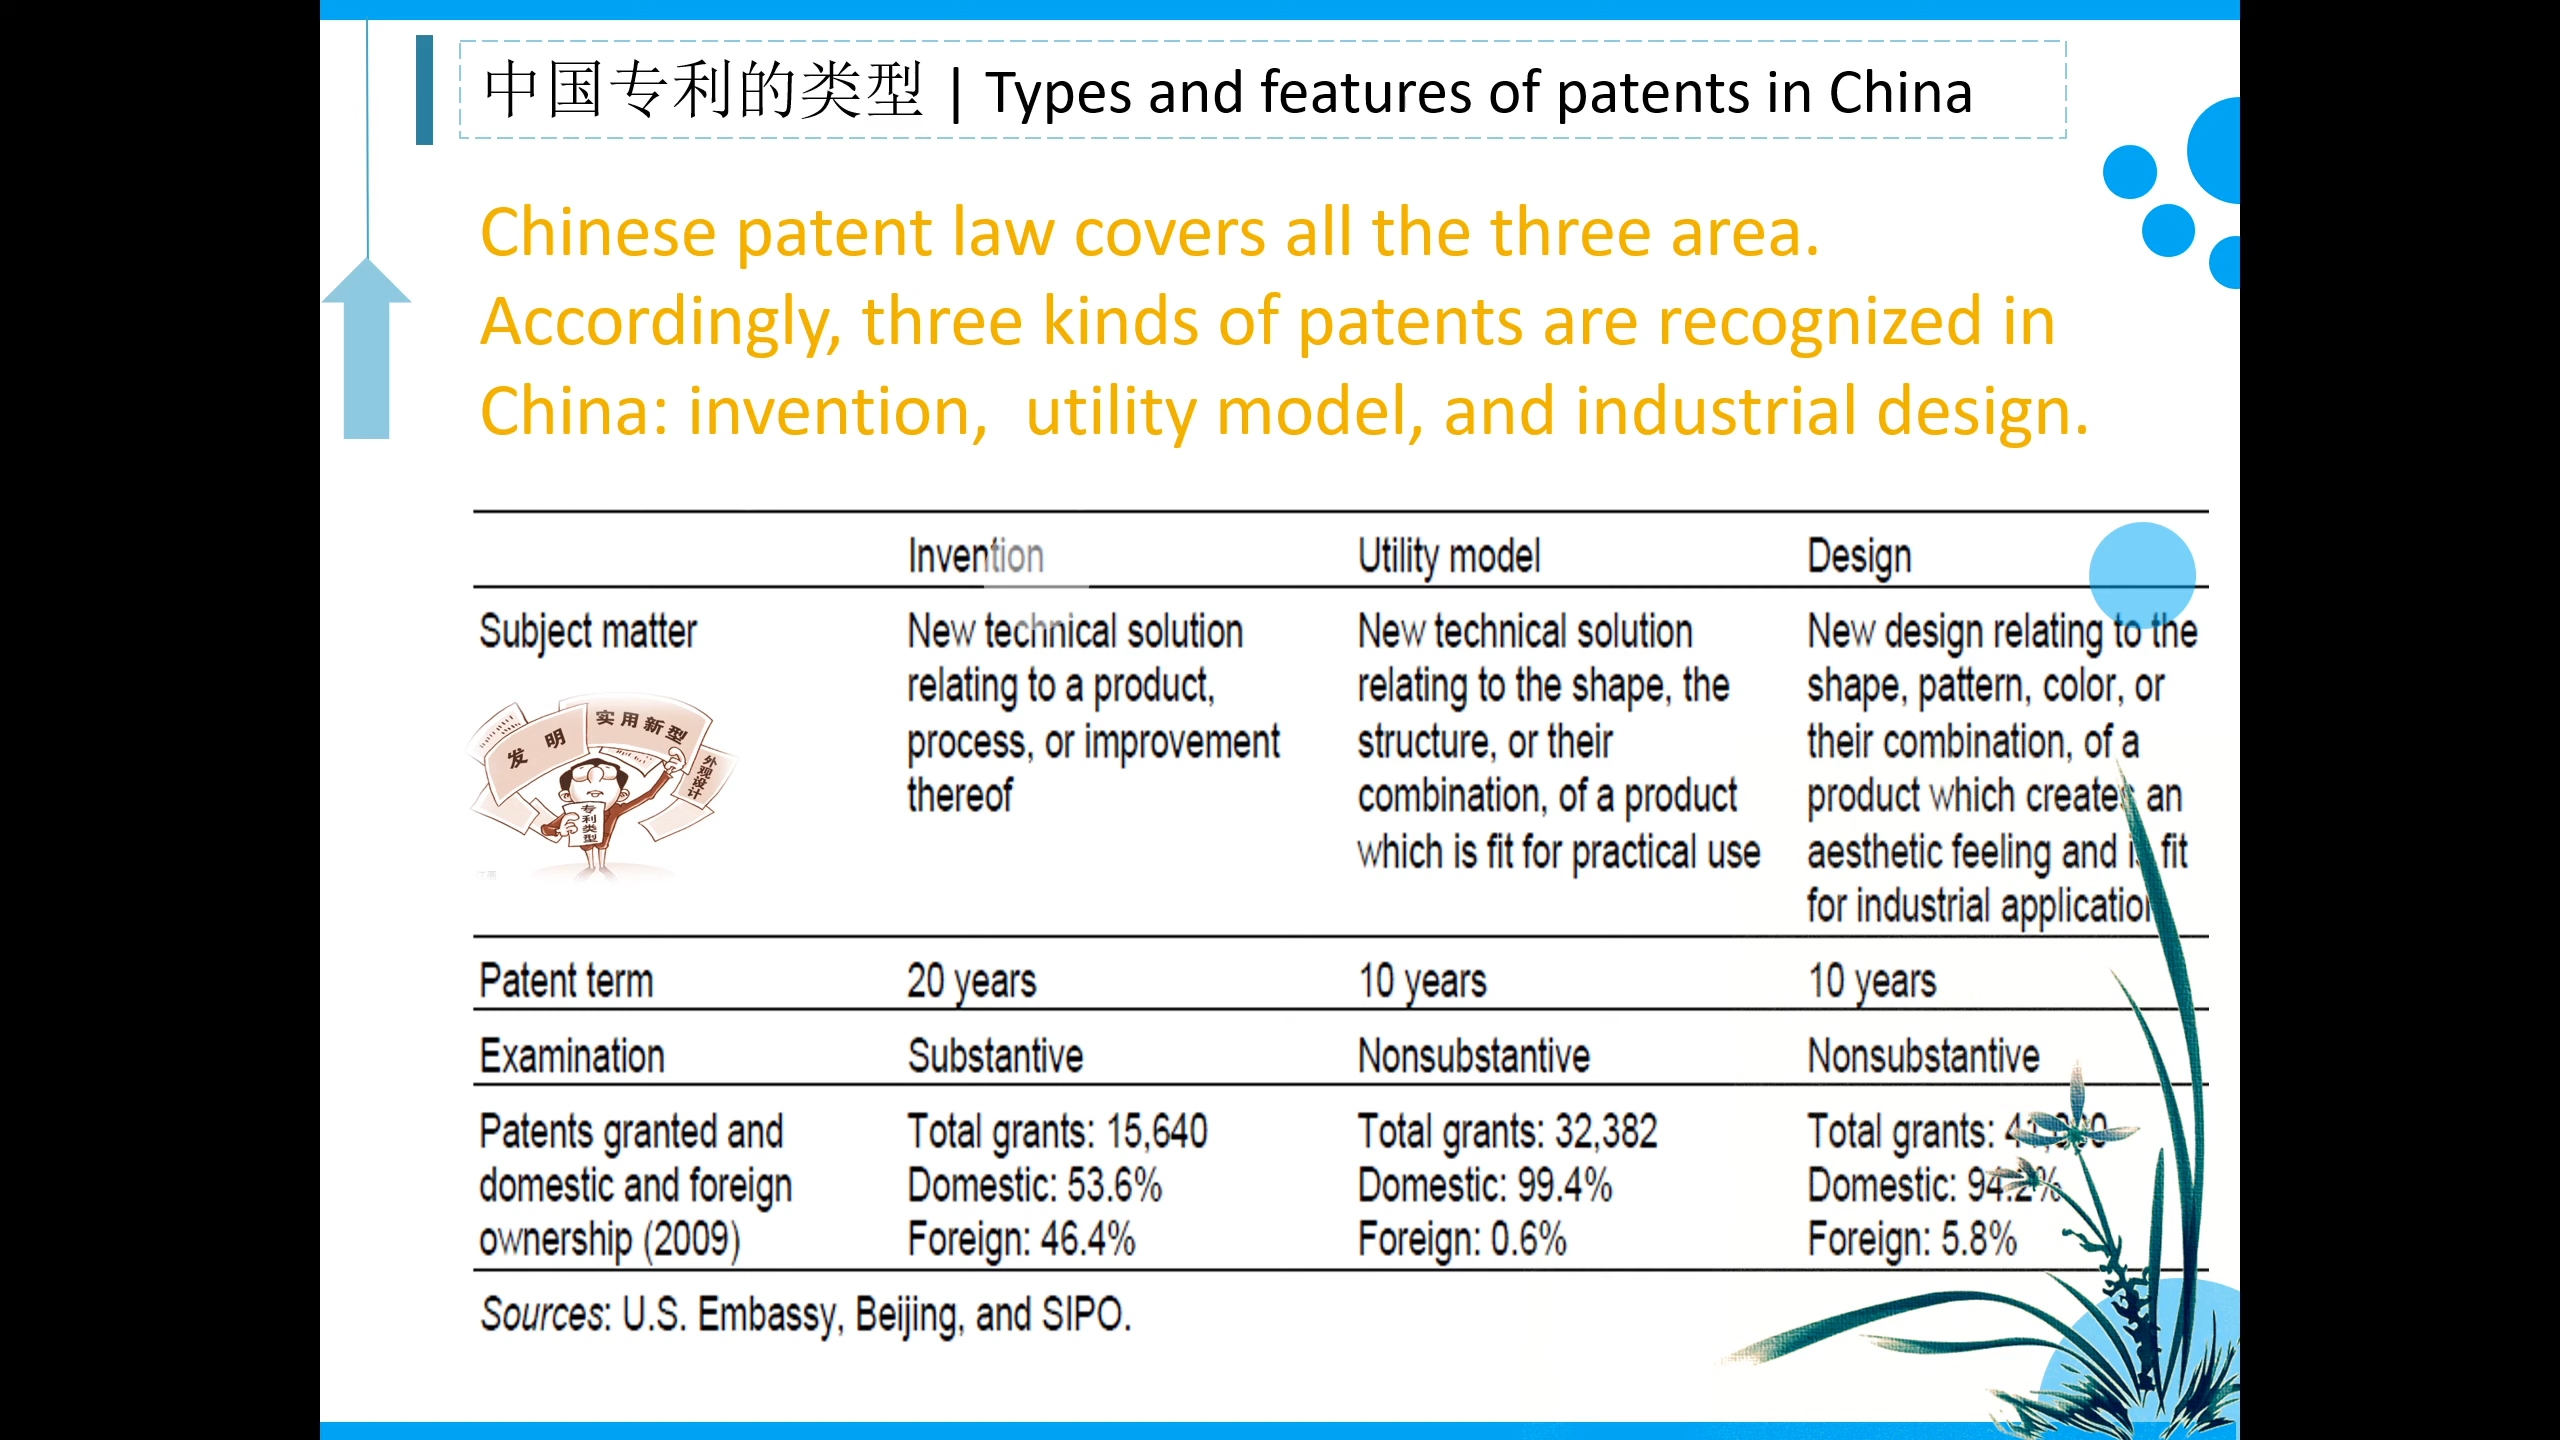 中国专利的类型 | Types and features of patents in China
Chinese patent law covers all the three area.
Accordingly, three kinds of patents are recognized in
China: invention, utility model, and industrial design.
Invention Utility model Design
Subject matter
New technical solution
relating to a product,
process, or improvement
thereof
New technical solution
relating to the shape, the
structure, or their
combination, of a product
which is fit for practical use
New design relating to the
shape, pattern, color, or
their combination, of a
product which creates an
aesthetic feeling and is fit
for industrial application
发明
实用新型
外观设计
专利类型
江西
Patent term 20 years 10 years 10 years
Examination Substantive Nonsubstantive Nonsubstantive
Patents granted and
domestic and foreign
ownership (2009)
Total grants: 15,640
Domestic: 53.6%
Foreign: 46.4%
Total grants: 32,382
Domestic: 99.4%
Foreign: 0.6%
Total grants:
Domestic: 94.2%
Foreign: 5.8%
Sources: U.S. Embassy, Beijing, and SIPO.